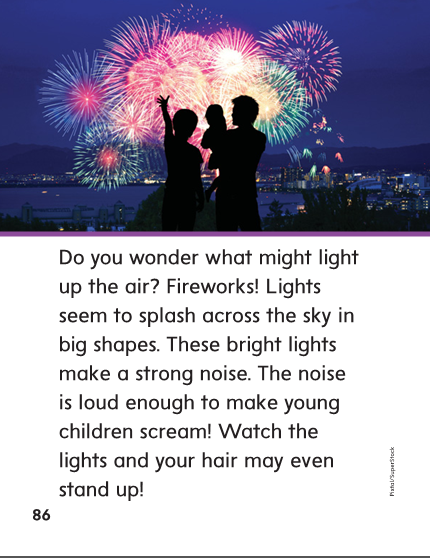 Do you wonder what might light
up the air? Fireworks! Lights
seem to splash across the sky in
big shapes. These bright lights
make a strong noise. The noise
is loud enough to make young
children scream! Watch the
lights and your hair may even
stand up!
Pixtal/SuperStock
86